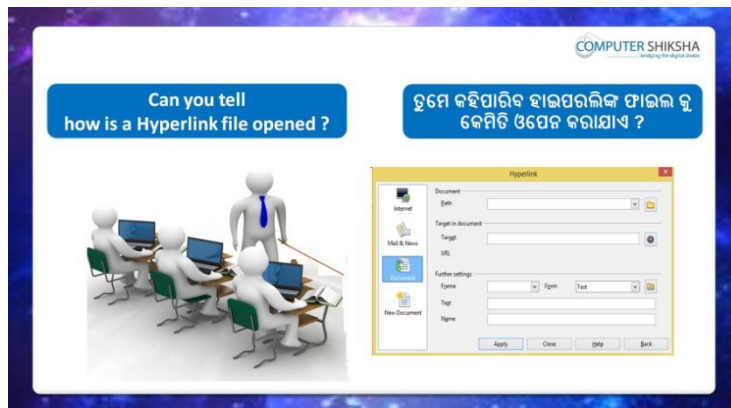 COMPUTER SHIKSHA
bridging the digital divide
Can you tell
how is a Hyperlink file opened ?
ତୁମେ କହିପାରିବ ହାଇପରଲିଙ୍କ ଫାଇଲ କୁ
କେମିତି ଓପେନ କରାଯାଏ ?
Hyperlink
Internet
Mail & News
Document
New Document
Document
Path
Target in document
Target
URL
Further settings
Frame
Form
Text
Text
Name
Apply
Close
Help
Back